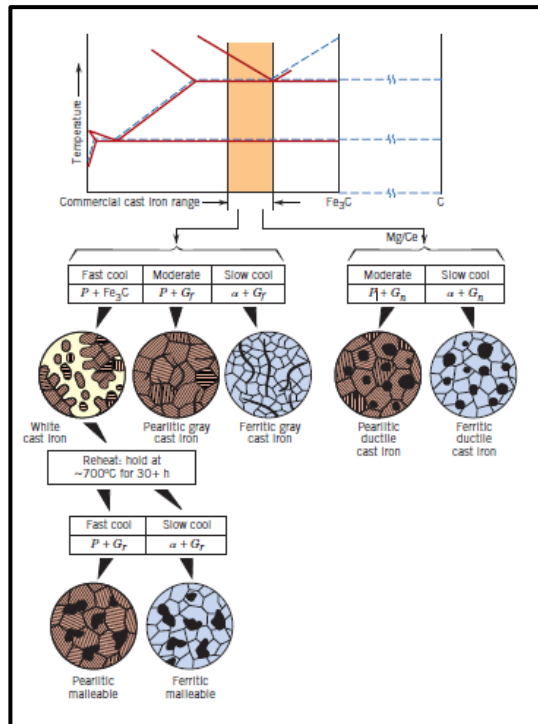 Temperature
Commercial cast iron range
Fe₃C
C
Mg/Ce
Fast cool Moderate Slow cool
P + Fe₃C P + Gf α + Gf
Moderate Slow cool
P + Gn α + Gn
White
cast iron
Pearlitic gray
cast iron
Ferritic gray
cast iron
Pearlitic
ductile
cast iron
Ferritic
ductile
cast iron
Reheat: hold at
~700°C for 30+ h
Fast cool Slow cool
P + Gr α + Gr
Pearlitic
malleable
Ferritic
malleable